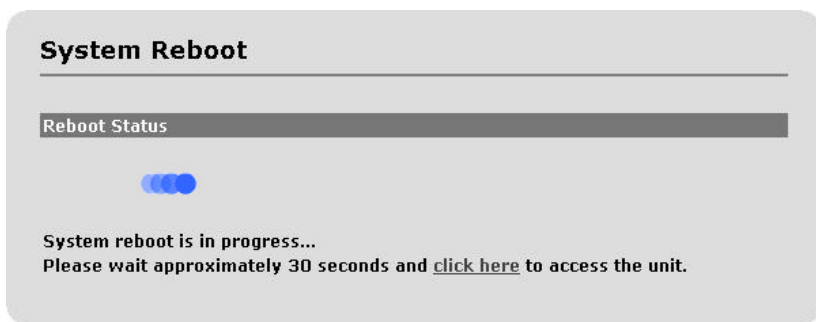 System Reboot
Reboot Status
System reboot is in progress...
Please wait approximately 30 seconds and click here to access the unit.